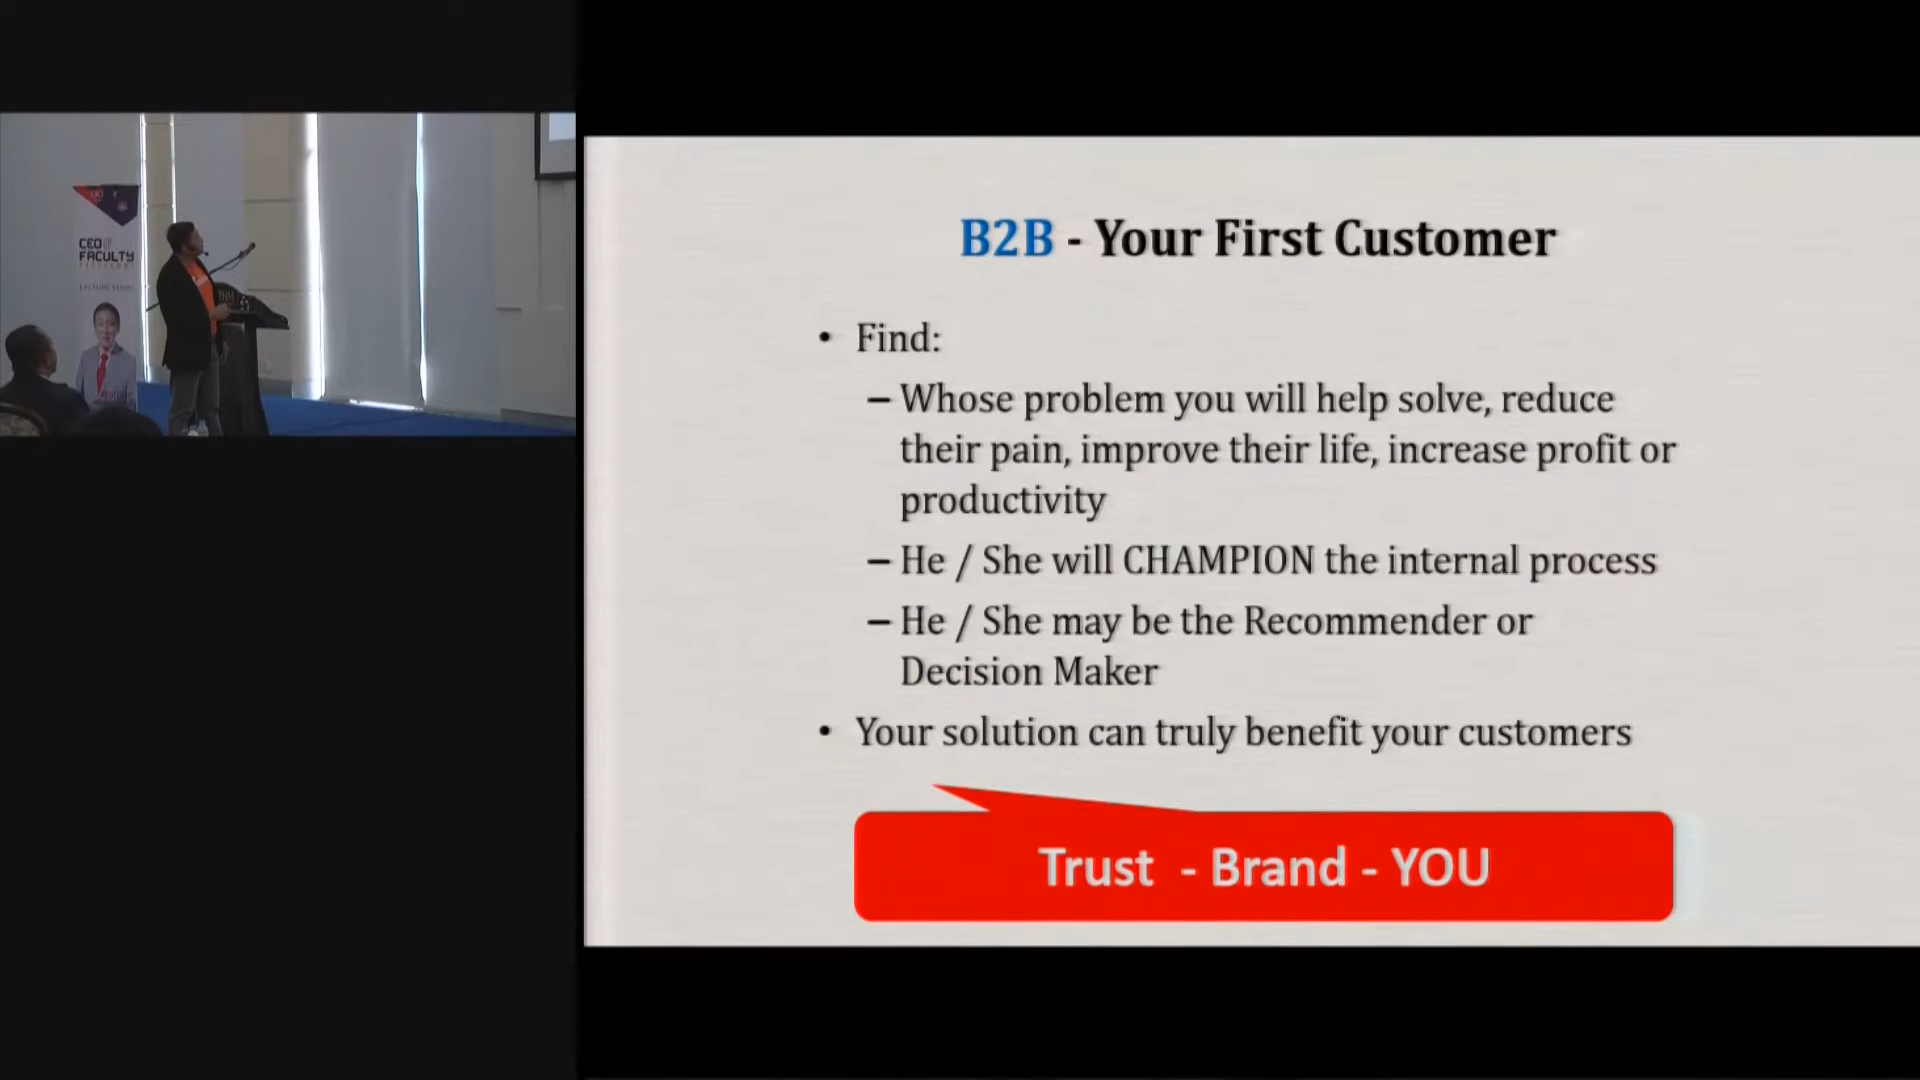 CEO@
FACULTY
B2B - Your First Customer
• Find:
– Whose problem you will help solve, reduce
their pain, improve their life, increase profit or
productivity
– He / She will CHAMPION the internal process
– He / She may be the Recommender or
Decision Maker
• Your solution can truly benefit your customers
Trust - Brand - YOU